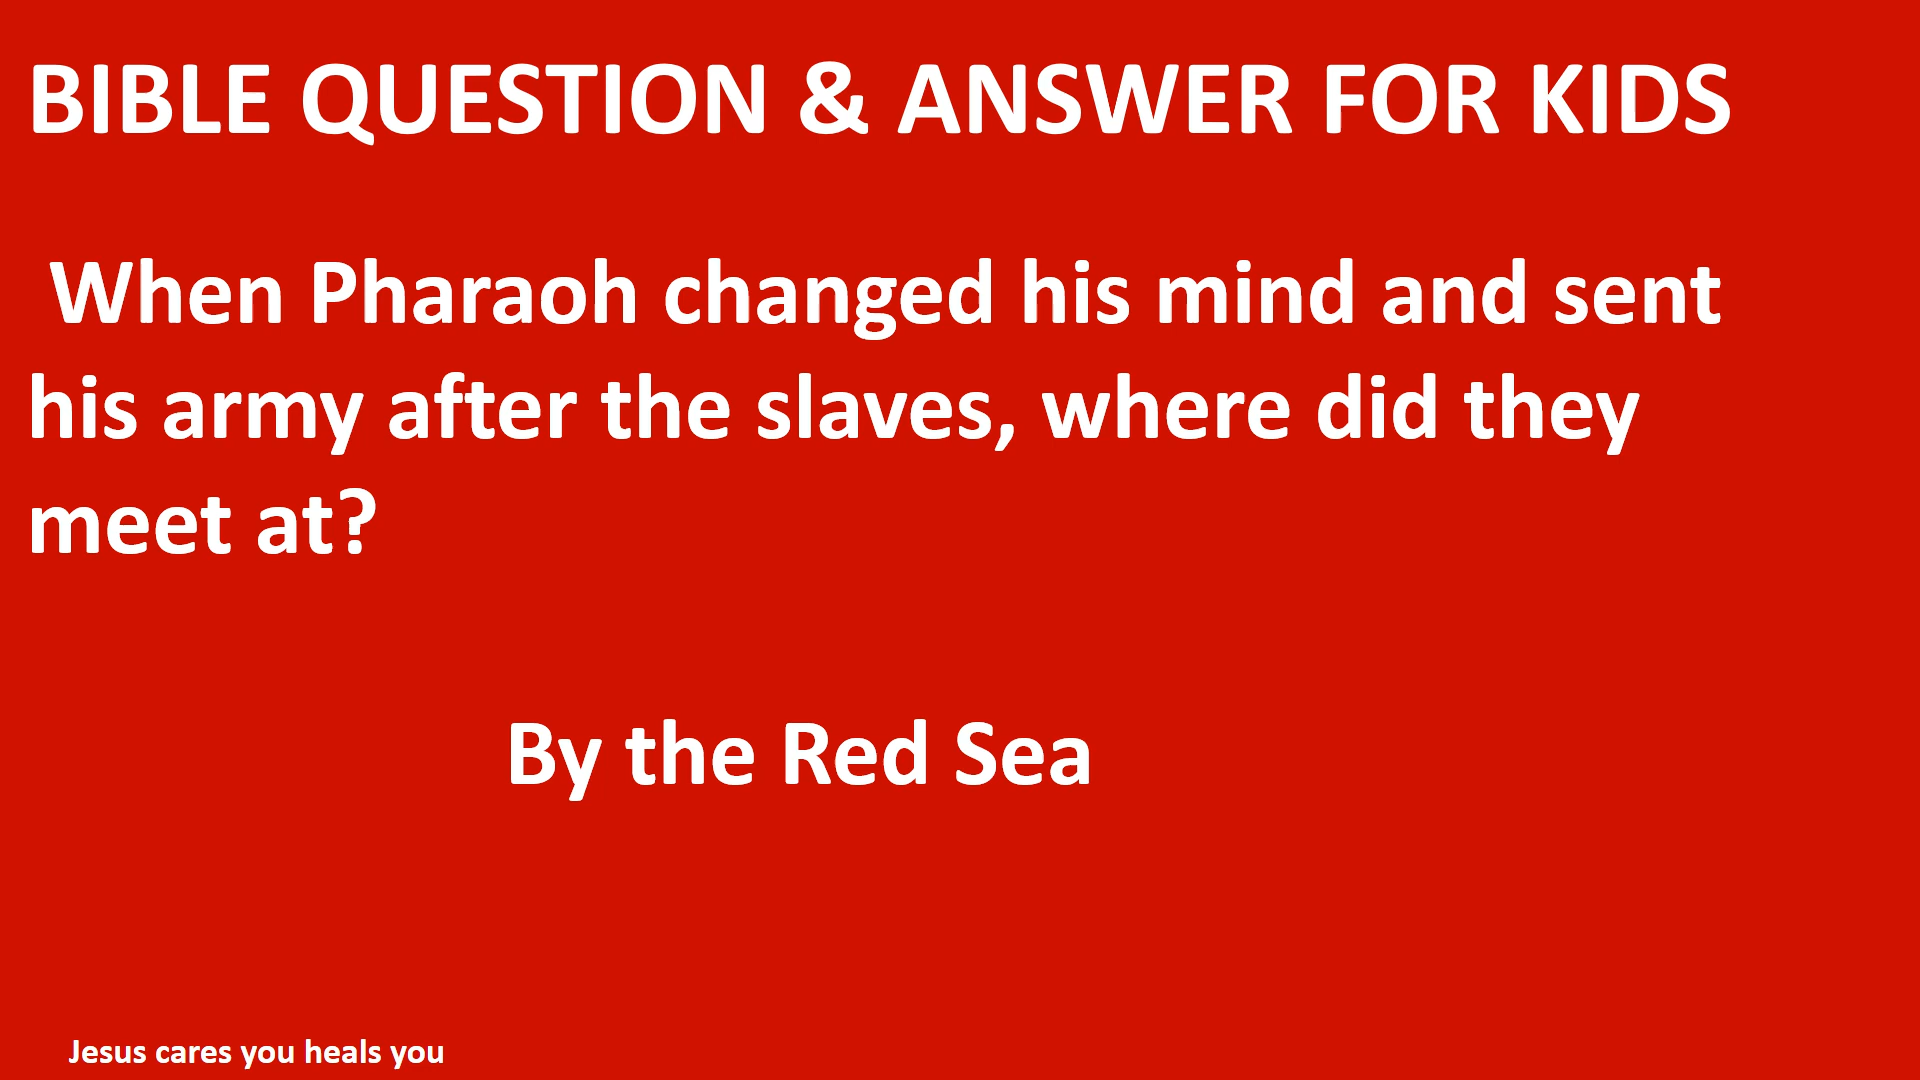 BIBLE QUESTION & ANSWER FOR KIDS
When Pharaoh changed his mind and sent
his army after the slaves, where did they
meet at?
By the Red Sea
Jesus cares you heals you